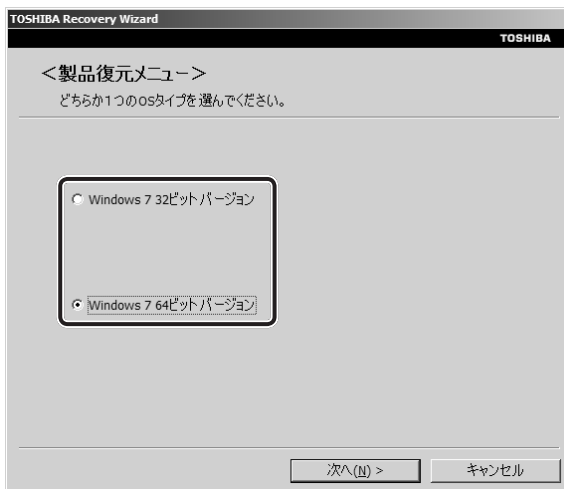 TOSHIBA Recovery Wizard
TOSHIBA
<製品復元メニュー>
どちらか1つのOSタイプを選んでください。
Windows 7 32ビットバージョン
Windows 7 64ビットバージョン
次へ(N) >
キャンセル